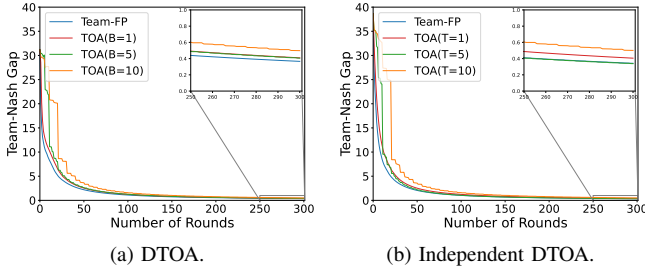 Team-Nash Gap
40
35
30
25
20
15
10
5
0
0 50 100 150 200 250 300
Number of Rounds
Team-FP
TOA(B=1)
TOA(B=5)
TOA(B=10)
1.0
0.8
0.6
0.4
0.2
0.0
250 260 270 280 290 300
(a) DTOA.
Team-Nash Gap
40
35
30
25
20
15
10
5
0
0 50 100 150 200 250 300
Number of Rounds
Team-FP
TOA(T=1)
TOA(T=5)
TOA(T=10)
1.0
0.8
0.6
0.4
0.2
0.0
250 260 270 280 290 300
(b) Independent DTOA.